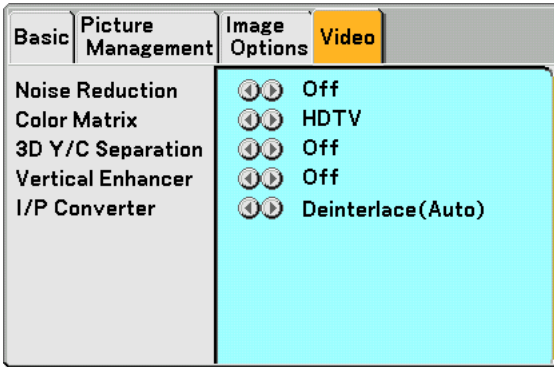 Basic
Picture
Management
Image
Options
Video
Noise Reduction Off
Color Matrix HDTV
3D Y/C Separation Off
Vertical Enhancer Off
I/P Converter Deinterlace(Auto)